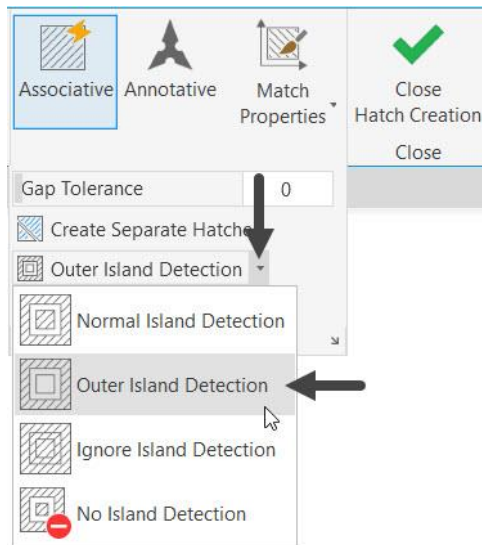 Associative Annotative Match Properties Close Hatch Creation
Close
Gap Tolerance 0
Create Separate Hatche
Outer Island Detection
Normal Island Detection
Outer Island Detection
Ignore Island Detection
No Island Detection